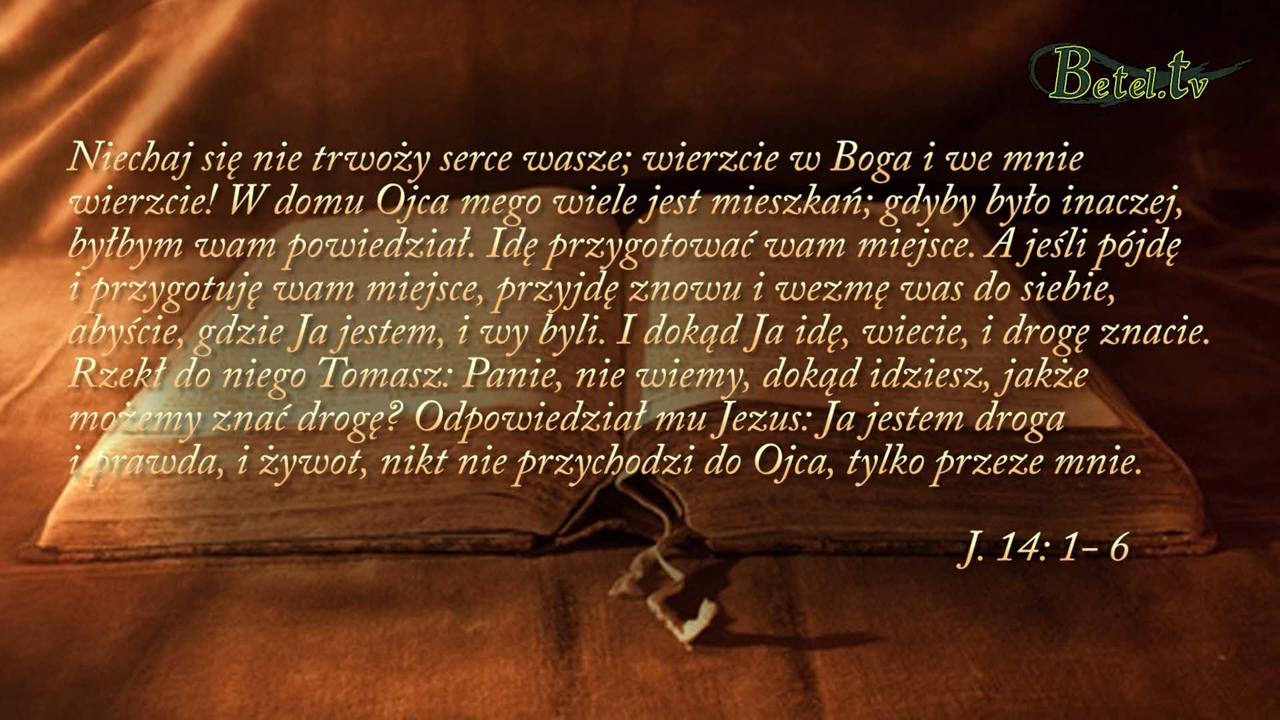 Betel.tv
Niechaj się nie trwoży serce wasze; wierzcie w Boga i we mnie
wierzcie! W domu Ojca mego wiele jest mieszkań; gdyby było inaczej,
byłbym wam powiedział. Idę przygotować wam miejsce. A jeśli pójdę
i przygotuję wam miejsce, przyjdę znowu i wezmę was do siebie,
abyście, gdzie Ja jestem, i wy byli. I dokąd Ja idę, wiecie, i drogę znacie.
Rzekł do niego Tomasz: Panie, nie wiemy, dokąd idziesz, jakże
możemy znać drogę? Odpowiedział mu Jezus: Ja jestem droga
i prawda, i żywot, nikt nie przychodzi do Ojca, tylko przeze mnie.
J. 14: 1- 6